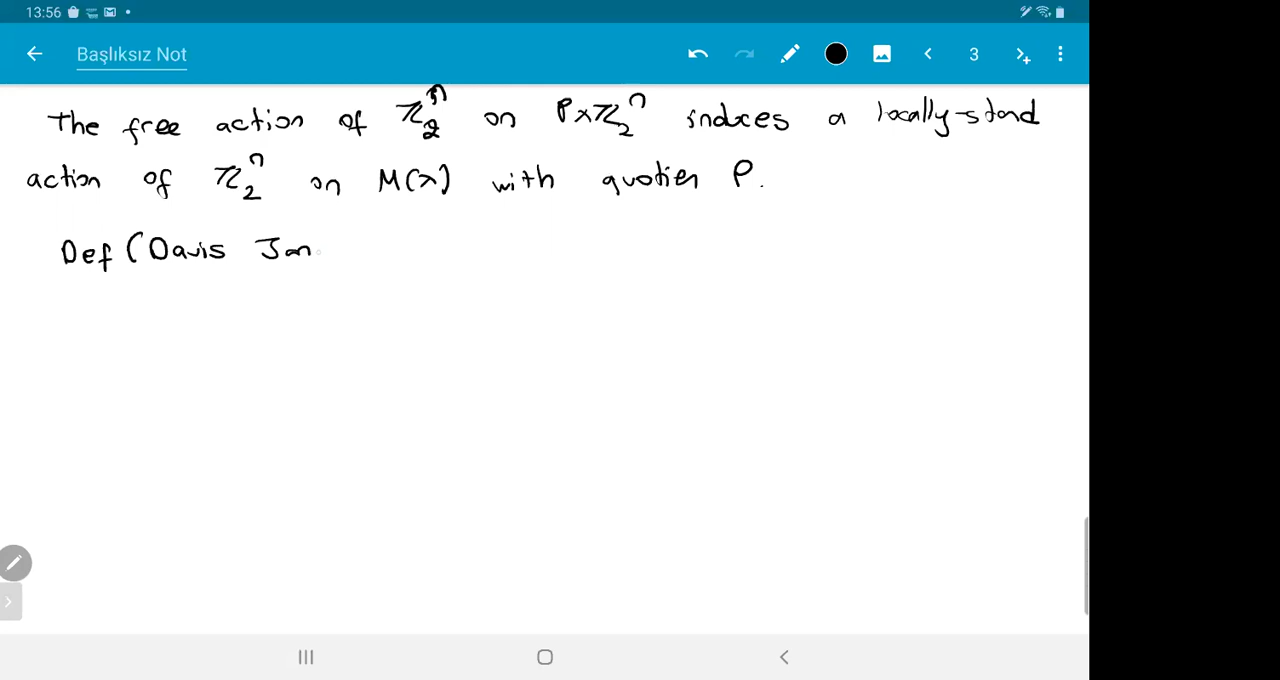 13:56
Başlıksız Not
3
The free action of ℤ₂ⁿ on P×ℤ₂ⁿ induces a locally-stand
action of ℤ₂ⁿ on M(λ) with quotien P.
Def (Davis Jan